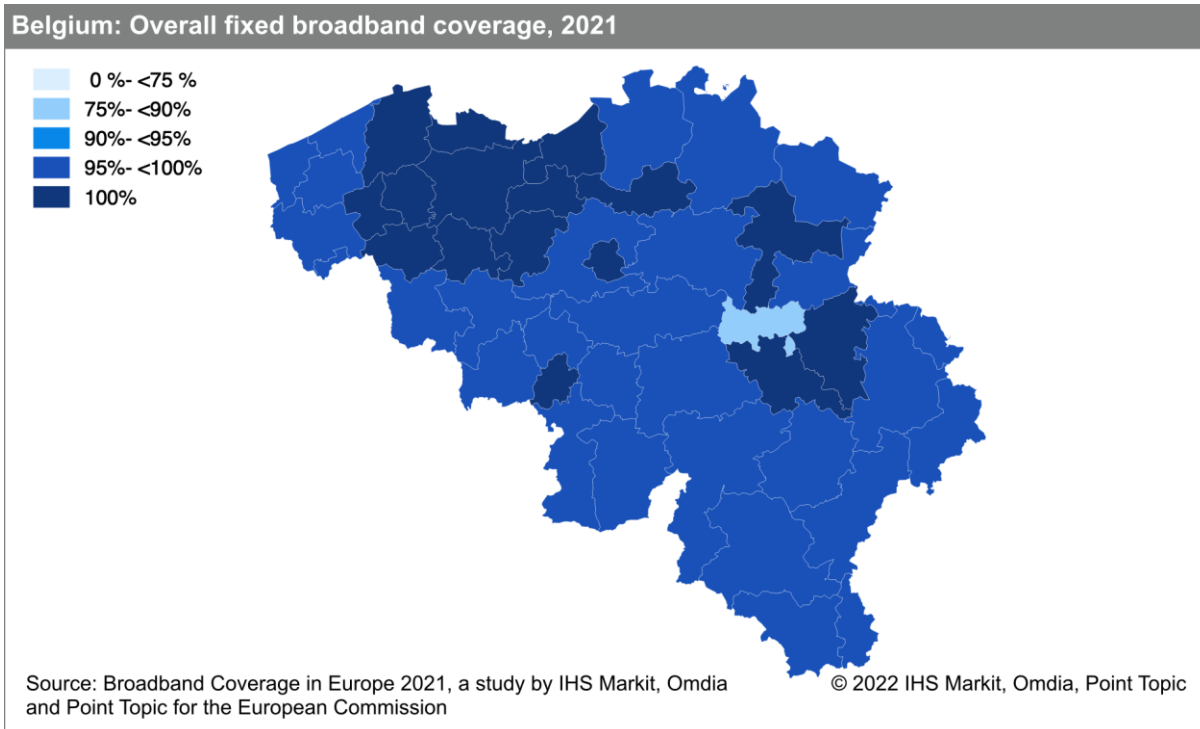 Belgium: Overall fixed broadband coverage, 2021
0 %- <75 %
75%- <90%
90%- <95%
95%- <100%
100%
Source: Broadband Coverage in Europe 2021, a study by IHS Markit, Omdia
and Point Topic for the European Commission
© 2022 IHS Markit, Omdia, Point Topic